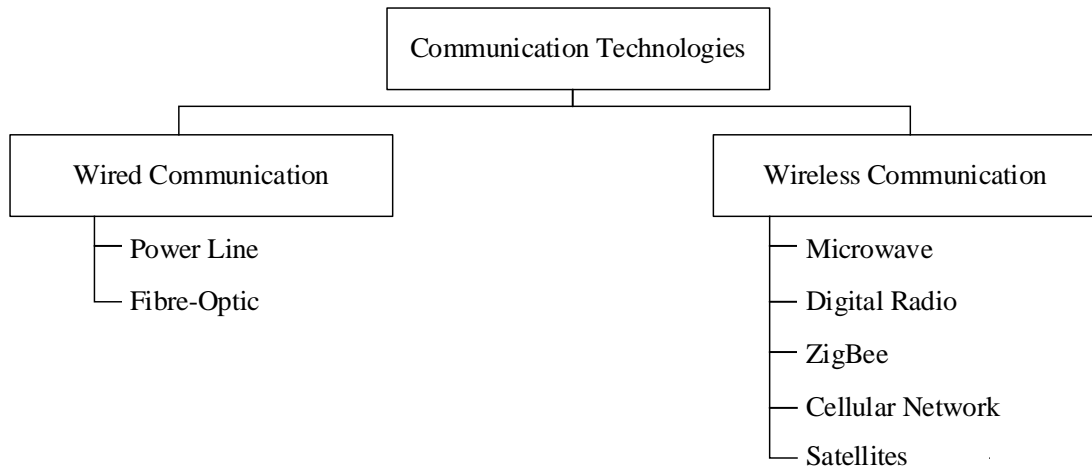 Communication Technologies
Wired Communication
Power Line
Fibre-Optic
Wireless Communication
Microwave
Digital Radio
ZigBee
Cellular Network
Satellites